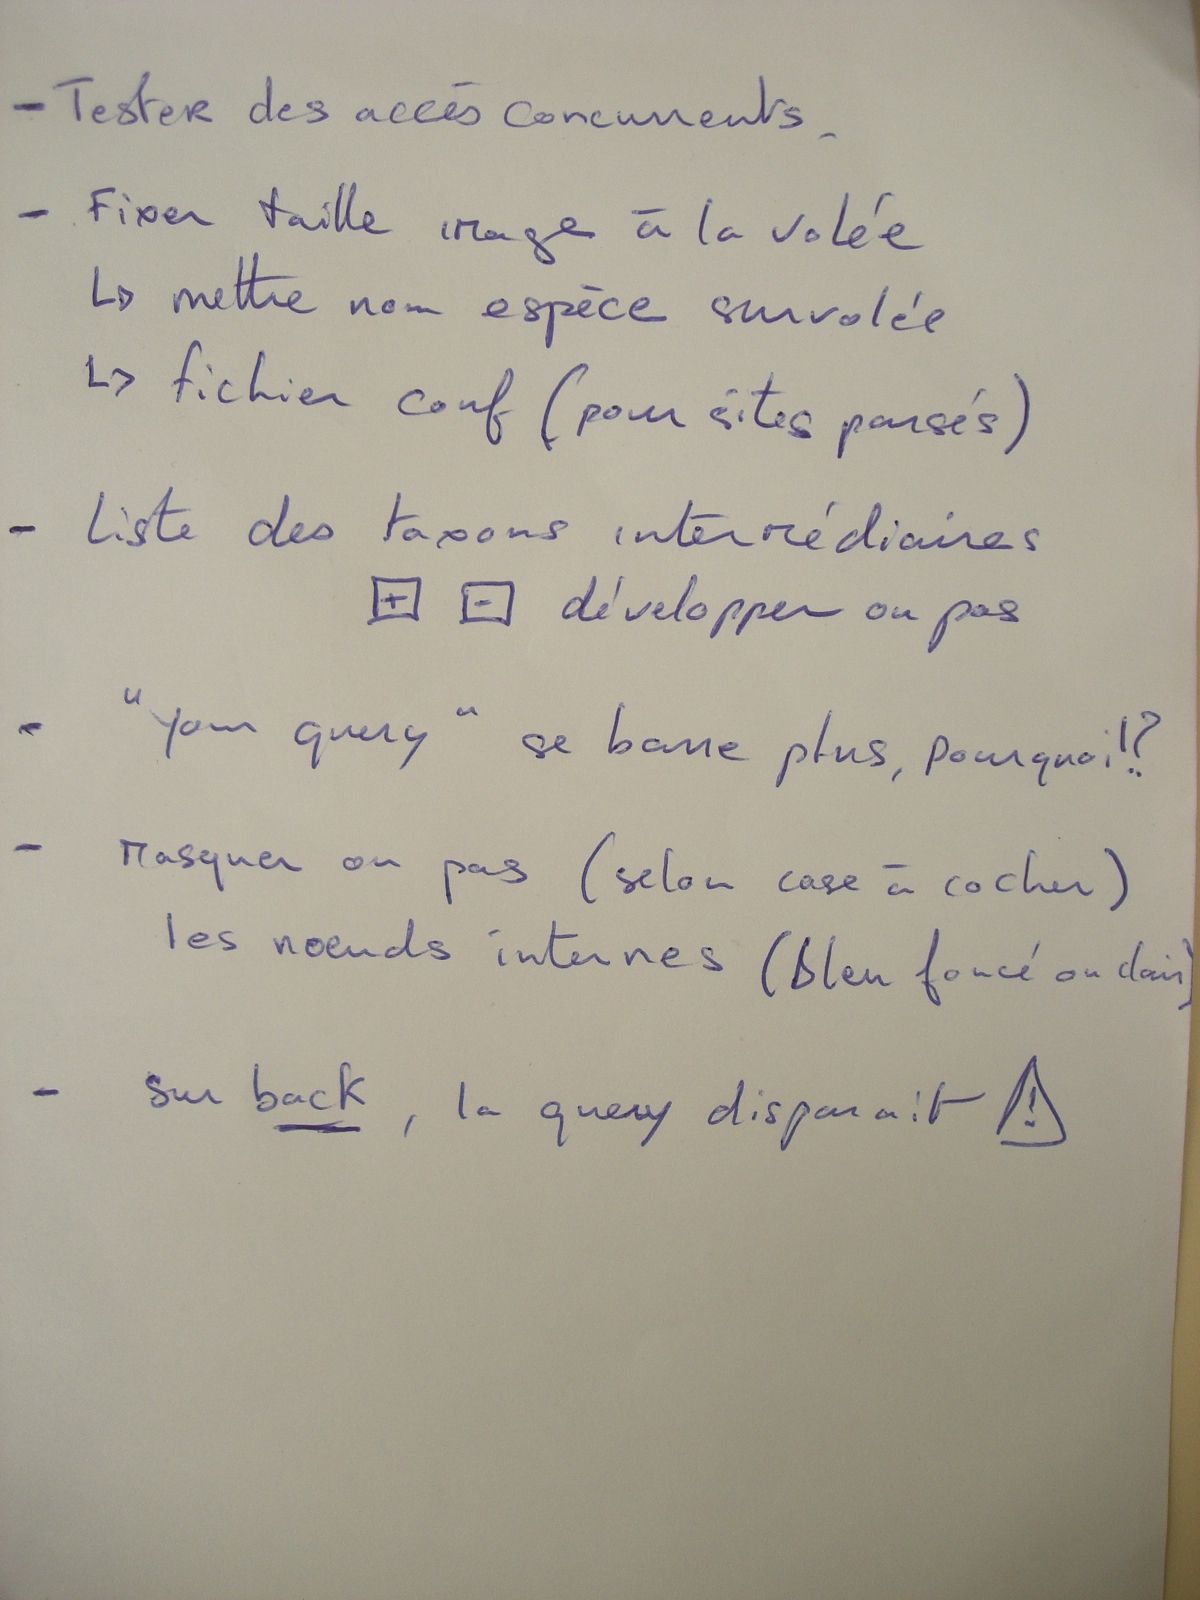 - Tester des accès concurrents.
- Fixer taille image à la volée
↳ mettre nom espèce survolée
↳ fichier conf (pour sites parsés)
- liste des taxons intermédiaires
[+] [-] développer ou pas
- "your query" se barre plus, pourquoi!?
- Masquer ou pas (selon case à cocher)
les noeuds internes (bleu foncé ou clair)
- sur back, la query disparait ⚠